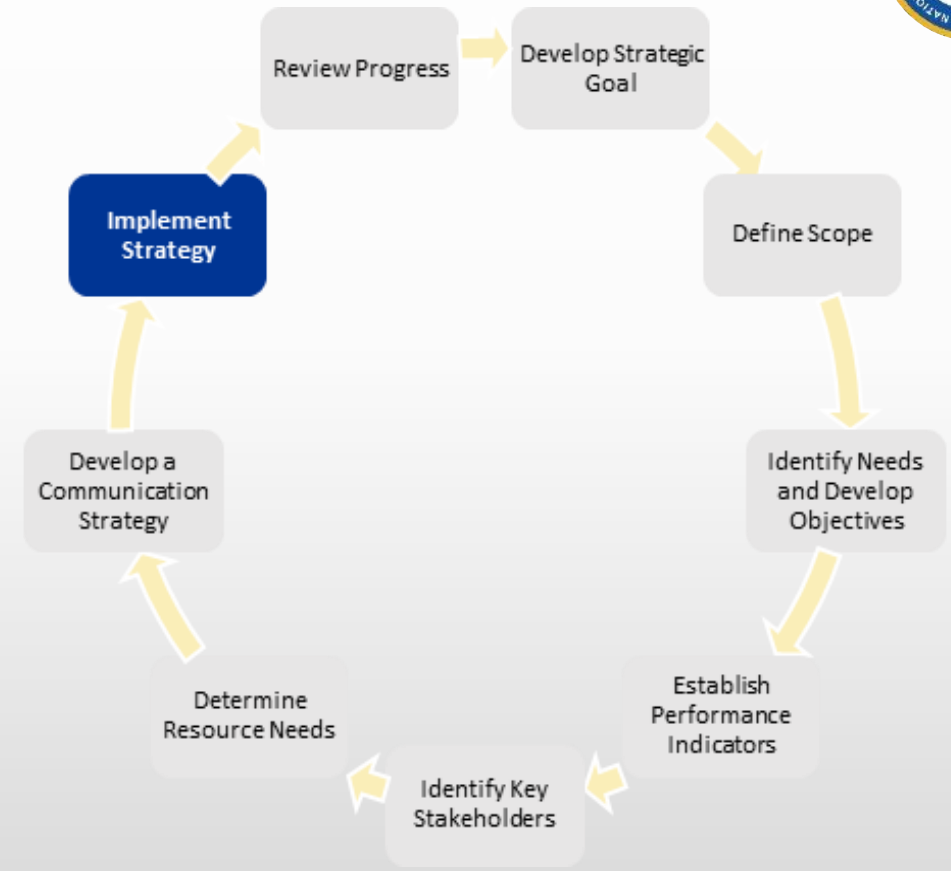 Review Progress
Develop Strategic
Goal
Define Scope
Identify Needs
and Develop
Objectives
Establish
Performance
Indicators
Identify Key
Stakeholders
Determine
Resource Needs
Develop a
Communication
Strategy
Implement
Strategy